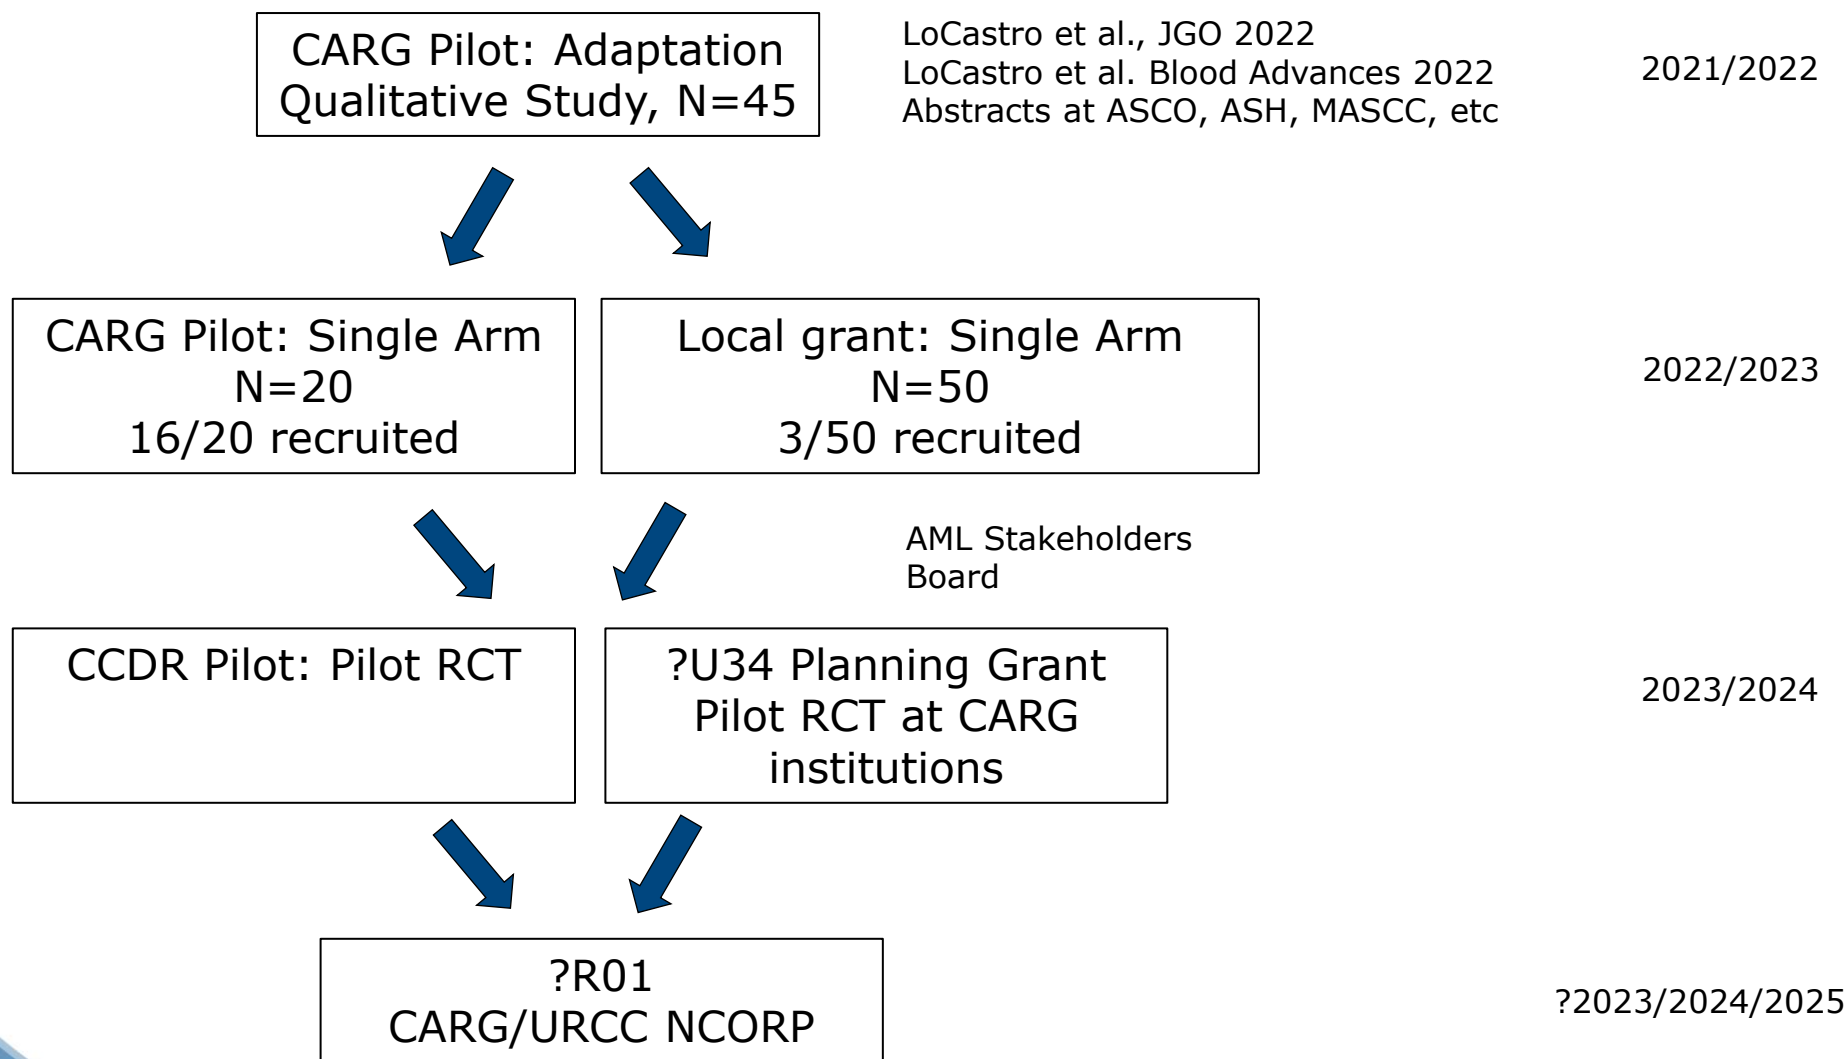 CARG Pilot: Adaptation
Qualitative Study, N=45
LoCastro et al., JGO 2022
LoCastro et al. Blood Advances 2022
Abstracts at ASCO, ASH, MASCC, etc
2021/2022
CARG Pilot: Single Arm
N=20
16/20 recruited
Local grant: Single Arm
N=50
3/50 recruited
2022/2023
AML Stakeholders
Board
CCDR Pilot: Pilot RCT
?U34 Planning Grant
Pilot RCT at CARG
institutions
2023/2024
?R01
CARG/URCC NCORP
?2023/2024/2025